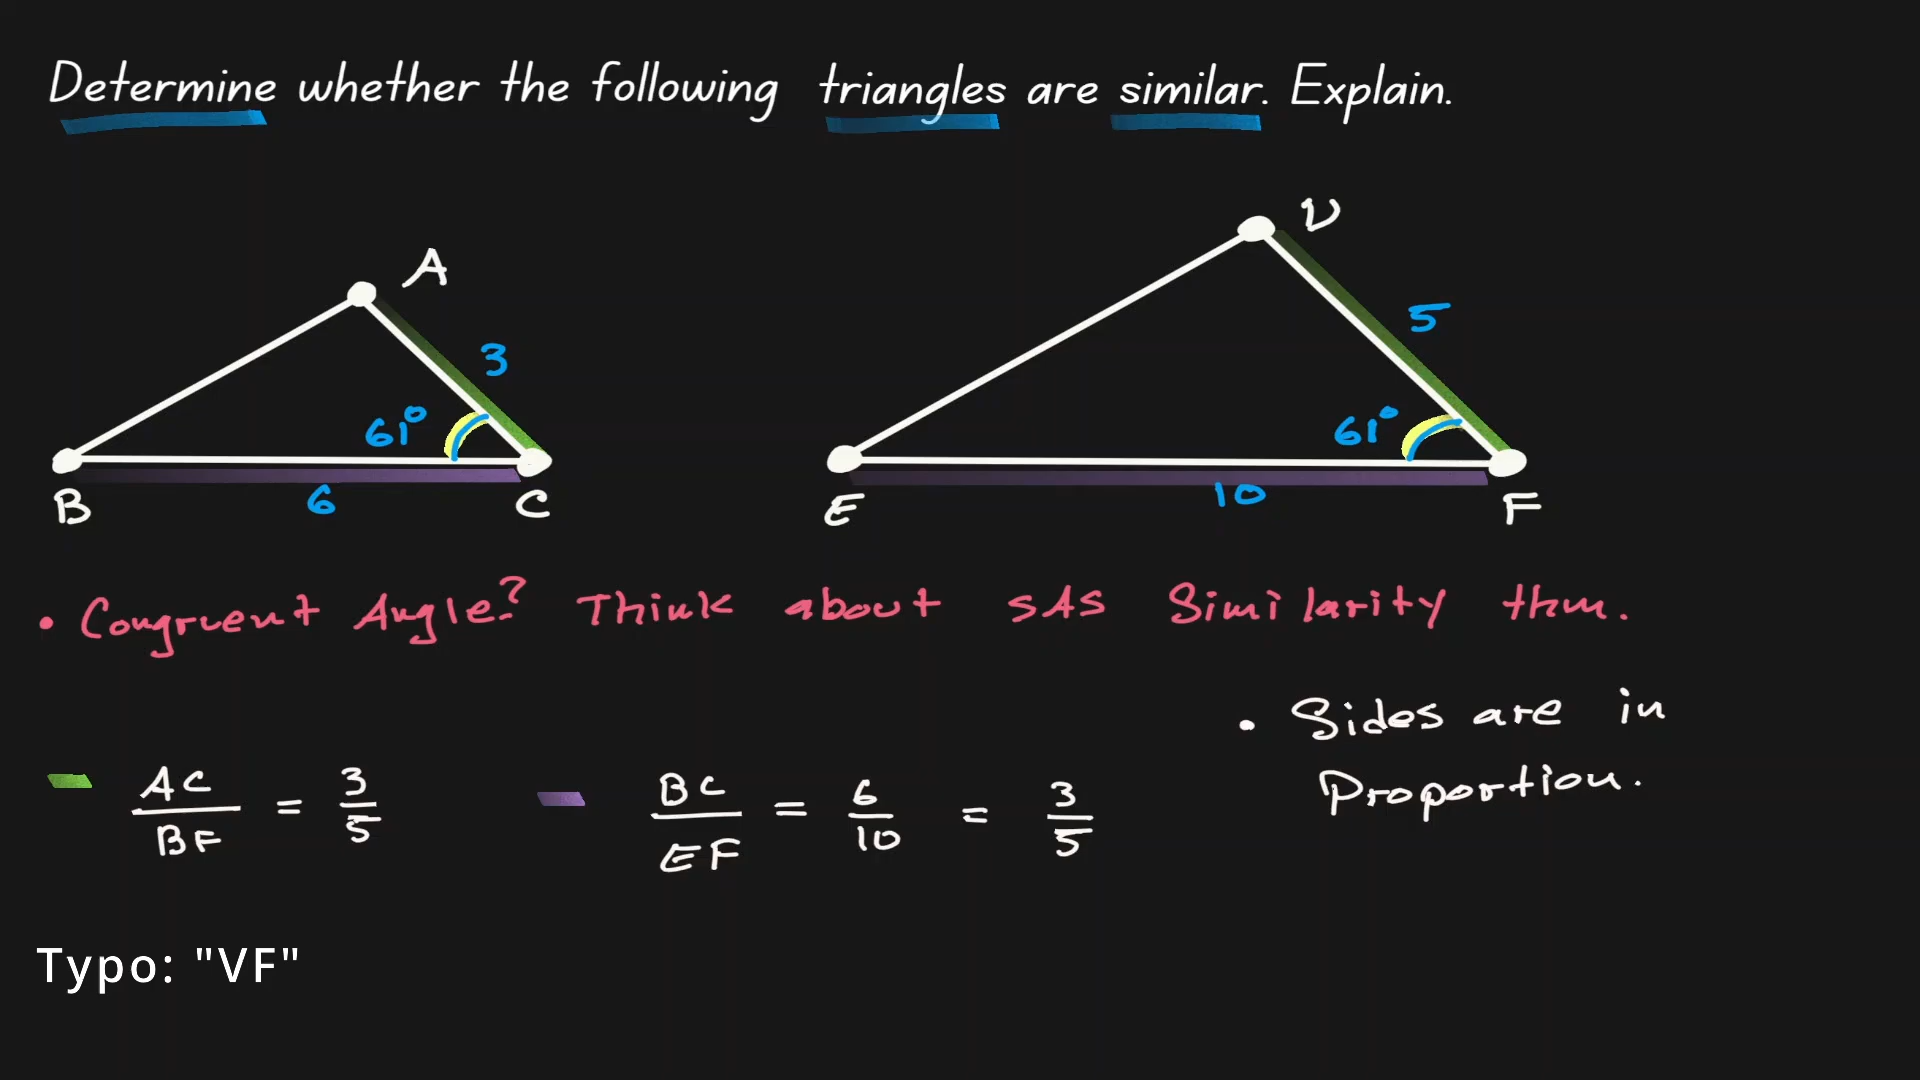 Determine whether the following triangles are similar. Explain.
V
A
5
3
61°
61°
B
6
C
E
10
F
• Congruent Angle? Think about SAS Similarity thm.
• Sides are in
Proportion.
AC/BF = 3/5
BC/EF = 6/10 = 3/5
Typo: "VF"